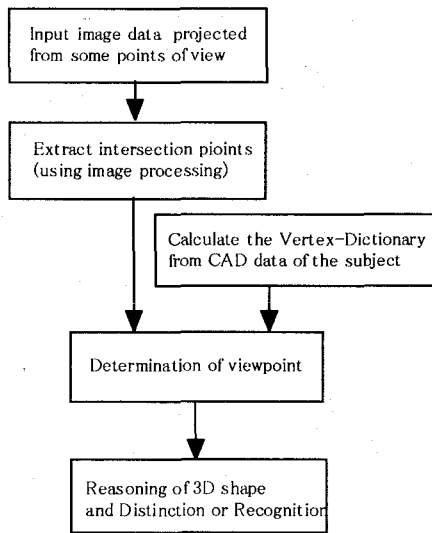 Input image data projected
from some points of view
Extract intersection pioints
(using image processing)
Calculate the Vertex-Dictionary
from CAD data of the subject
Determination of viewpoint
Reasoning of 3D shape
and Distinction or Recognition